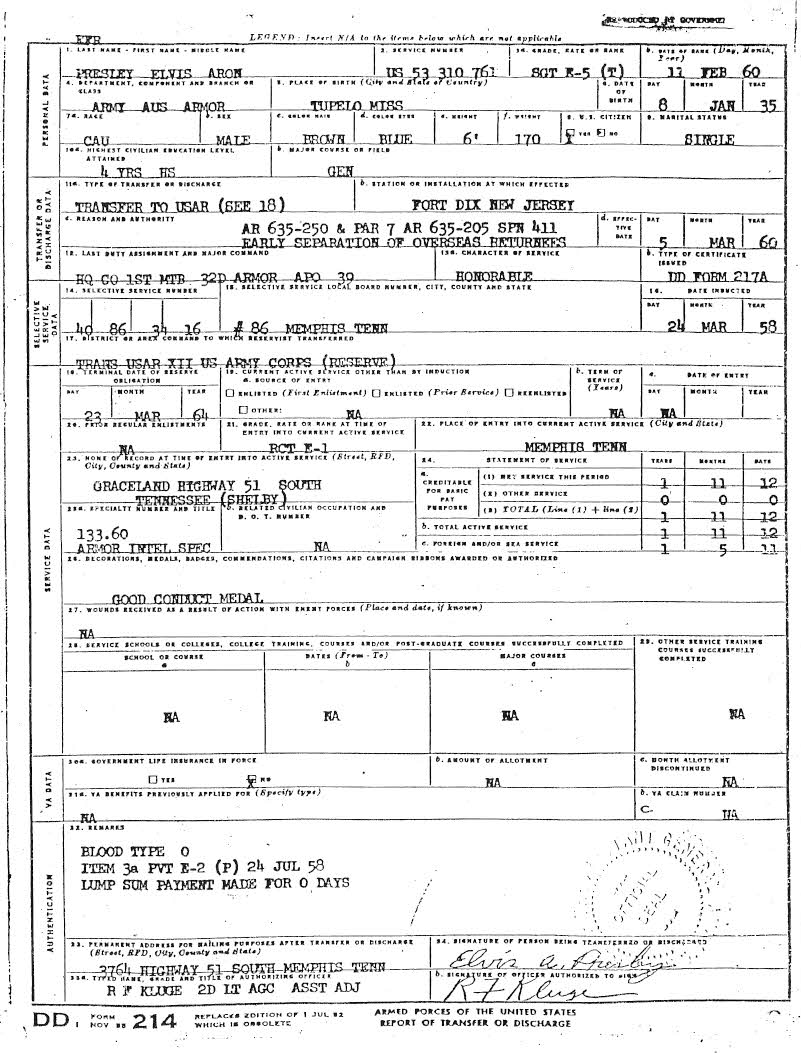 REPRODUCED AT GOVERNMENT
EFR
LEGEND: Insert N/A to the items below which are not applicable
PERSONAL DATA
1. LAST NAME - FIRST NAME - MIDDLE NAME
PRESLEY ELVIS ARON
2. SERVICE NUMBER
US 53 310 761
3a. GRADE, RATE OR RANK
SGT E-5 (T)
b. DATE OF RANK (Day, Month, Year)
11 FEB 60
4. DEPARTMENT, COMPONENT AND BRANCH OR CLASS
ARMY AUS ARMOR
5. PLACE OF BIRTH (City and State or Country)
TUPELO MISS
6. DATE OF BIRTH
DAY MONTH YEAR
8 JAN 35
7a. RACE
CAU
b. SEX
MALE
c. COLOR HAIR
BROWN
d. COLOR EYES
BLUE
e. HEIGHT
6'
f. WEIGHT
170
8. U.S. CITIZEN
YES NO
9. MARITAL STATUS
SINGLE
10a. HIGHEST CIVILIAN EDUCATION LEVEL ATTAINED
4 YRS HS
b. MAJOR COURSE OR FIELD
GEN
TRANSFER OR DISCHARGE DATA
11a. TYPE OF TRANSFER OR DISCHARGE
TRANSFER TO USAR (SEE 18)
b. STATION OR INSTALLATION AT WHICH EFFECTED
FORT DIX NEW JERSEY
c. REASON AND AUTHORITY
AR 635-250 & PAR 7 AR 635-205 SPN 411
EARLY SEPARATION OF OVERSEAS RETURNEES
d. EFFECTIVE DATE
DAY MONTH YEAR
5 MAR 60
12. LAST DUTY ASSIGNMENT AND MAJOR COMMAND
HQ CO 1ST MTB 32D ARMOR APO 39
13a. CHARACTER OF SERVICE
HONORABLE
b. TYPE OF CERTIFICATE ISSUED
DD FORM 217A
SELECTIVE SERVICE DATA
14. SELECTIVE SERVICE NUMBER
40 86 34 16
15. SELECTIVE SERVICE LOCAL BOARD NUMBER, CITY, COUNTY AND STATE
# 86 MEMPHIS TENN
16. DATE INDUCTED
DAY MONTH YEAR
24 MAR 58
17. DISTRICT OR AREA COMMAND TO WHICH RESERVIST TRANSFERRED
TRANS USAR XII US ARMY CORPS (RESERVE)
SERVICE DATA
18. TERMINAL DATE OF RESERVE OBLIGATION
DAY MONTH YEAR
23 MAR 64
19. CURRENT ACTIVE SERVICE OTHER THAN BY INDUCTION
a. SOURCE OF ENTRY
ENLISTED (First Enlistment) ENLISTED (Prior Service) REENLISTED
OTHER: NA
b. TERM OF SERVICE (Years)
NA
c. DATE OF ENTRY
DAY MONTH YEAR
NA
20. PRIOR REGULAR ENLISTMENTS
NA
21. GRADE, RATE OR RANK AT TIME OF ENTRY INTO CURRENT ACTIVE SERVICE
RCT E-1
22. PLACE OF ENTRY INTO CURRENT ACTIVE SERVICE (City and State)
MEMPHIS TENN
23. HOME OF RECORD AT TIME OF ENTRY INTO ACTIVE SERVICE (Street, RFD, City, County and State)
GRACELAND HIGHWAY 51 SOUTH
TENNESSEE (SHELBY)
24. STATEMENT OF SERVICE YEARS MONTHS DAYS
a. CREDITABLE FOR BASIC PAY PURPOSES
(1) NET SERVICE THIS PERIOD 1 11 12
(2) OTHER SERVICE 0 0 0
(3) TOTAL (Line (1) + line (2) 1 11 12
b. TOTAL ACTIVE SERVICE 1 11 12
c. FOREIGN AND/OR SEA SERVICE 1 5 11
25a. SPECIALTY NUMBER AND TITLE
133.60
ARMOR INTEL SPEC
b. RELATED CIVILIAN OCCUPATION AND D.O.T. NUMBER
NA
26. DECORATIONS, MEDALS, BADGES, COMMENDATIONS, CITATIONS AND CAMPAIGN RIBBONS AWARDED OR AUTHORIZED
GOOD CONDUCT MEDAL
27. WOUNDS RECEIVED AS A RESULT OF ACTION WITH ENEMY FORCES (Place and date, if known)
NA
28. SERVICE SCHOOLS OR COLLEGES, COLLEGE TRAINING, COURSES AND/OR POST-GRADUATE COURSES SUCCESSFULLY COMPLETED
SCHOOL OR COURSE
a
DATES (From - To)
b
MAJOR COURSES
c
NA NA NA
29. OTHER SERVICE TRAINING COURSES SUCCESSFULLY COMPLETED
NA
VA DATA
30a. GOVERNMENT LIFE INSURANCE IN FORCE
YES NO
b. AMOUNT OF ALLOTMENT
NA
c. MONTH ALLOTMENT DISCONTINUED
NA
31a. VA BENEFITS PREVIOUSLY APPLIED FOR (Specify type)
NA
b. VA CLAIM NUMBER
C- NA
AUTHENTICATION
32. REMARKS
BLOOD TYPE O
ITEM 3a PVT E-2 (P) 24 JUL 58
LUMP SUM PAYMENT MADE FOR 0 DAYS
OFFICIAL SEAL
33. PERMANENT ADDRESS FOR MAILING PURPOSES AFTER TRANSFER OR DISCHARGE
(Street, RFD, City, County and State)
3764 HIGHWAY 51 SOUTH MEMPHIS TENN
34. SIGNATURE OF PERSON BEING TRANSFERRED OR DISCHARGED
Elvis A. Presley
35a. TYPED NAME, GRADE AND TITLE OF AUTHORIZING OFFICER
R F KLUGE 2D LT AGC ASST ADJ
b. SIGNATURE OF OFFICER AUTHORIZED TO SIGN
R F Kluge
DD FORM 1 NOV 55 214
REPLACES EDITION OF 1 JUL 52 WHICH IS OBSOLETE
ARMED FORCES OF THE UNITED STATES
REPORT OF TRANSFER OR DISCHARGE